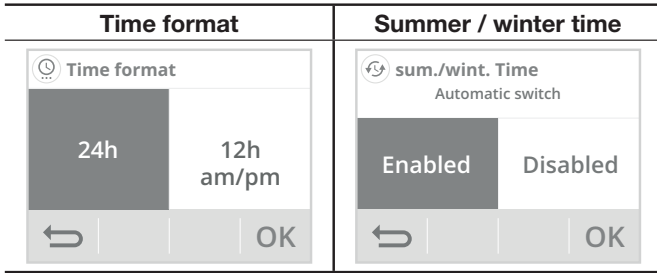 Time format
Summer / winter time
Time format
24h
12h
am/pm
OK
sum./wint. Time
Automatic switch
Enabled
Disabled
OK